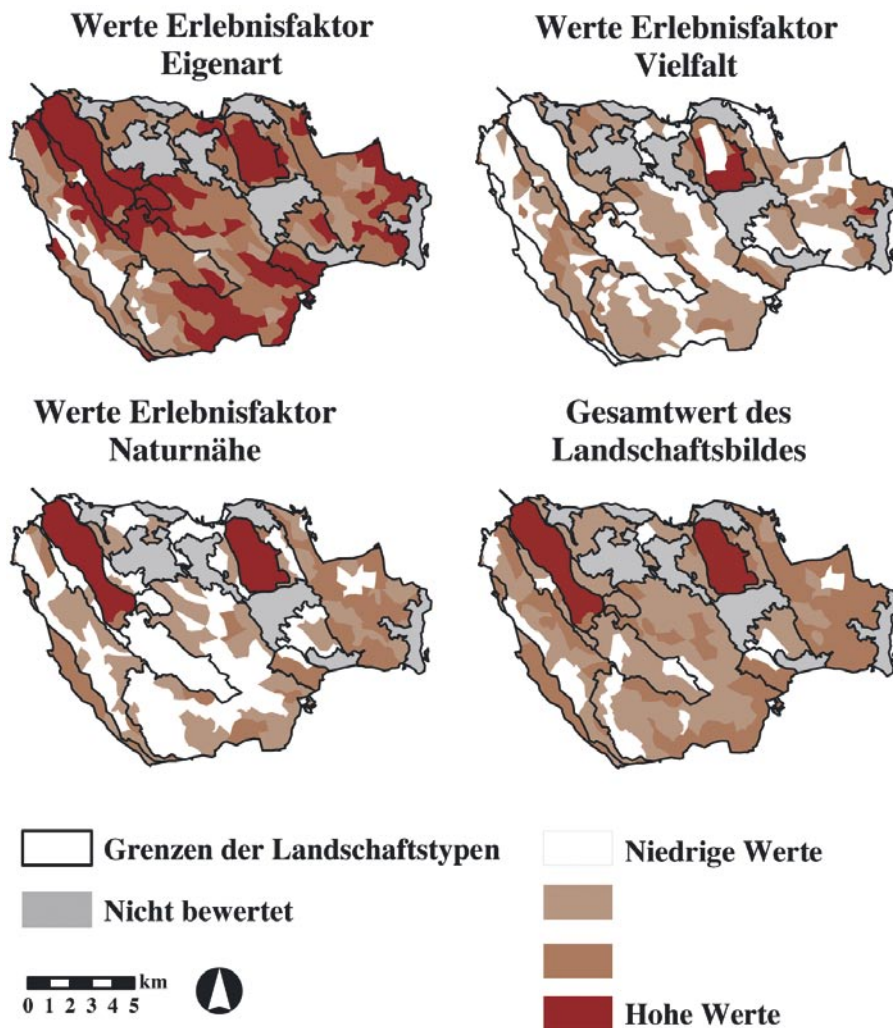 Werte Erlebnisfaktor
Eigenart
Werte Erlebnisfaktor
Vielfalt
Werte Erlebnisfaktor
Naturnähe
Gesamtwert des
Landschaftsbildes
Grenzen der Landschaftstypen
Nicht bewertet
km
0 1 2 3 4 5
Niedrige Werte
Hohe Werte